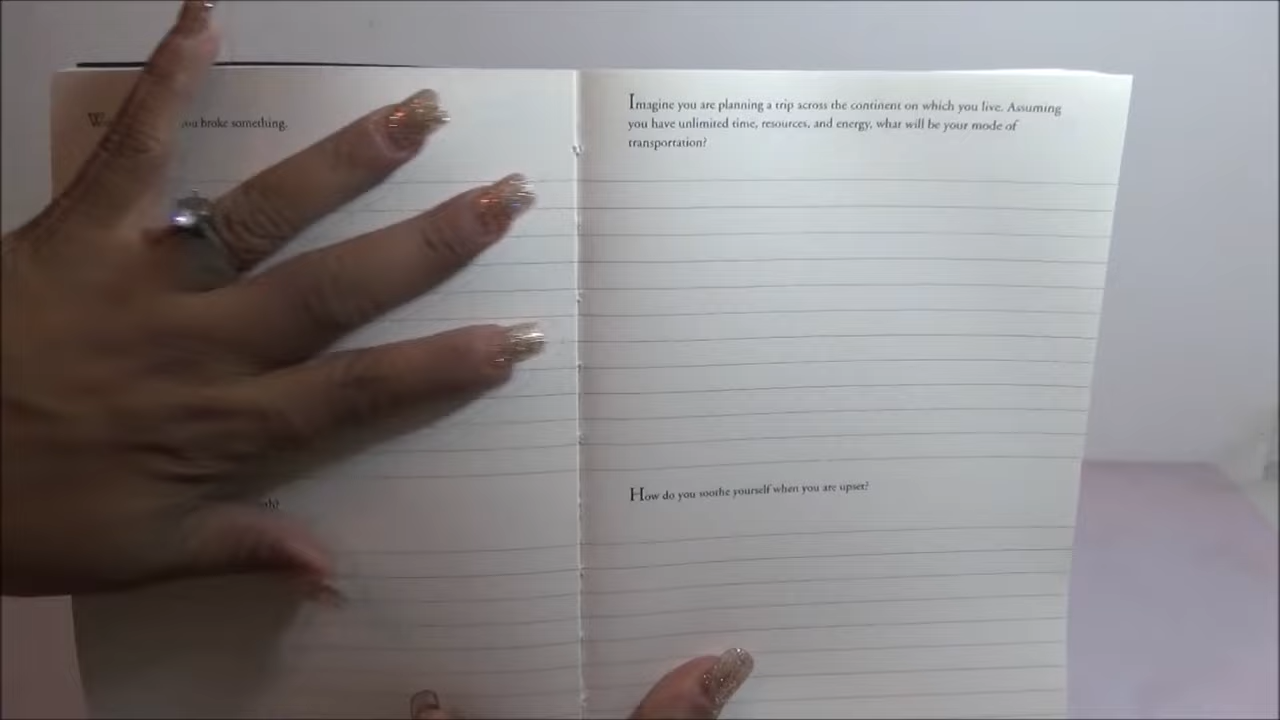 you broke something.
Imagine you are planning a trip across the continent on which you live. Assuming
you have unlimited time, resources, and energy, what will be your mode of
transportation?
How do you soothe yourself when you are upset?